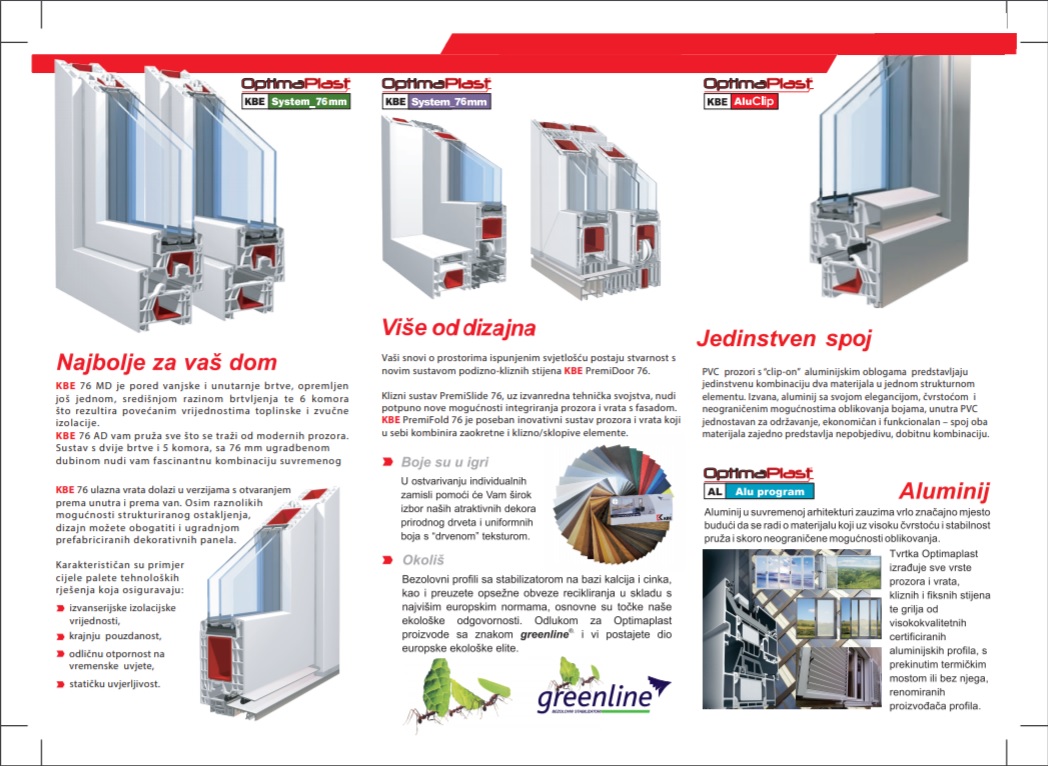 OptimaPlast
KBE System_76mm
Najbolje za vaš dom
KBE 76 MD je pored vanjske i unutarnje brtve, opremljen
još jednom, središnjom razinom brtvljenja te 6 komora
što rezultira povećanim vrijednostima toplinske i zvučne
izolacije.
KBE 76 AD vam pruža sve što se traži od modernih prozora.
Sustav s dvije brtve i 5 komora, sa 76 mm ugradbenom
dubinom nudi vam fascinantnu kombinaciju suvremenog
KBE 76 ulazna vrata dolazi u verzijama s otvaranjem
prema unutra i prema van. Osim raznolikih
mogućnosti strukturiranog ostakljenja,
dizajn možete obogatiti i ugradnjom
prefabriciranih dekorativnih panela.
Karakterističan su primjer
cijele palete tehnoloških
rješenja koja osiguravaju:
izvanserijske izolacijske
vrijednosti,
krajnju pouzdanost,
odličnu otpornost na
vremenske uvjete,
statičku uvjerljivost.
OptimaPlast
KBE System_76mm
Više od dizajna
Vaši snovi o prostorima ispunjenim svjetlošću postaju stvarnost s
novim sustavom podizno-kliznih stijena KBE PremiDoor 76.
Klizni sustav PremiSlide 76, uz izvanredna tehnička svojstva, nudi
potpuno nove mogućnosti integriranja prozora i vrata s fasadom.
KBE PremiFold 76 je poseban inovativni sustav prozora i vrata koji
u sebi kombinira zaokretne i klizno/sklopive elemente.
Boje su u igri
U ostvarivanju individualnih
zamisli pomoći će Vam širok
izbor naših atraktivnih dekora
prirodnog drveta i uniformnih
boja s “drvenom” teksturom.
KBE
Okoliš
Bezolovni profili sa stabilizatorom na bazi kalcija i cinka,
kao i preuzete opsežne obveze recikliranja u skladu s
najvišim europskim normama, osnovne su točke naše
ekološke odgovornosti. Odlukom za Optimaplast
proizvode sa znakom greenline® i vi postajete dio
europske ekološke elite.
greenline
OptimaPlast
KBE AluClip
Jedinstven spoj
PVC prozori s “clip-on” aluminijskim oblogama predstavljaju
jedinstvenu kombinaciju dva materijala u jednom strukturnom
elementu. Izvana, aluminij sa svojom elegancijom, čvrstoćom i
neograničenim mogućnostima oblikovanja bojama, unutra PVC
jednostavan za održavanje, ekonomičan i funkcionalan – spoj oba
materijala zajedno predstavlja nepobjedivu, dobitnu kombinaciju.
OptimaPlast
AL Alu program
Aluminij
Aluminij u suvremenoj arhitekturi zauzima vrlo značajno mjesto
budući da se radi o materijalu koji uz visoku čvrstoću i stabilnost
pruža i skoro neograničene mogućnosti oblikovanja.
Tvrtka Optimaplast
izrađuje sve vrste
prozora i vrata,
kliznih i fiksnih stijena
te grilja od
visokokvalitetnih
certificiranih
aluminijskih profila, s
prekinutim termičkim
mostom ili bez njega,
renomiranih
proizvođača profila.